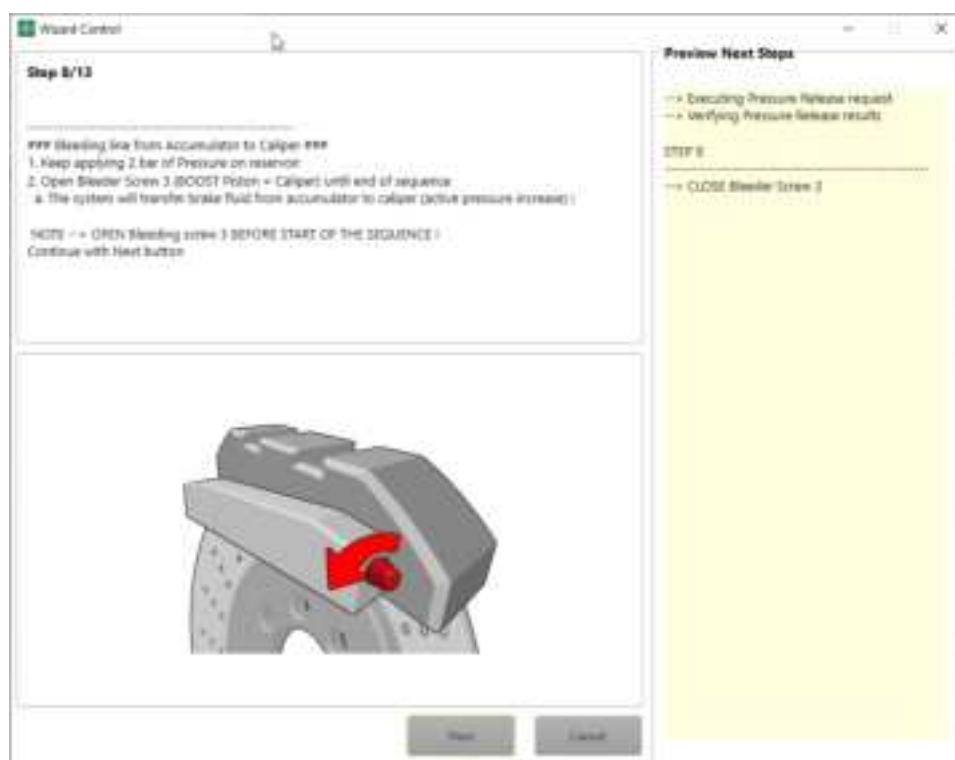 Wizard Control
Step 8/13
### Bleeding line from Accumulator to Caliper ###
1. Keep applying 2 bar of Pressure on reservoir
2. Open Bleeder Screw 3 (BOOST Piston + Caliper) until end of sequence
a. The system will transfer brake fluid from accumulator to caliper (active pressure increase) !
NOTE --> OPEN Bleeding screw 3 BEFORE START OF THE SEQUENCE !
Continue with Next button
Next
Cancel
Preview Next Steps
--> Executing Pressure Release request
--> Verifying Pressure Release results
STEP
--> CLOSE Bleeder Screw 3